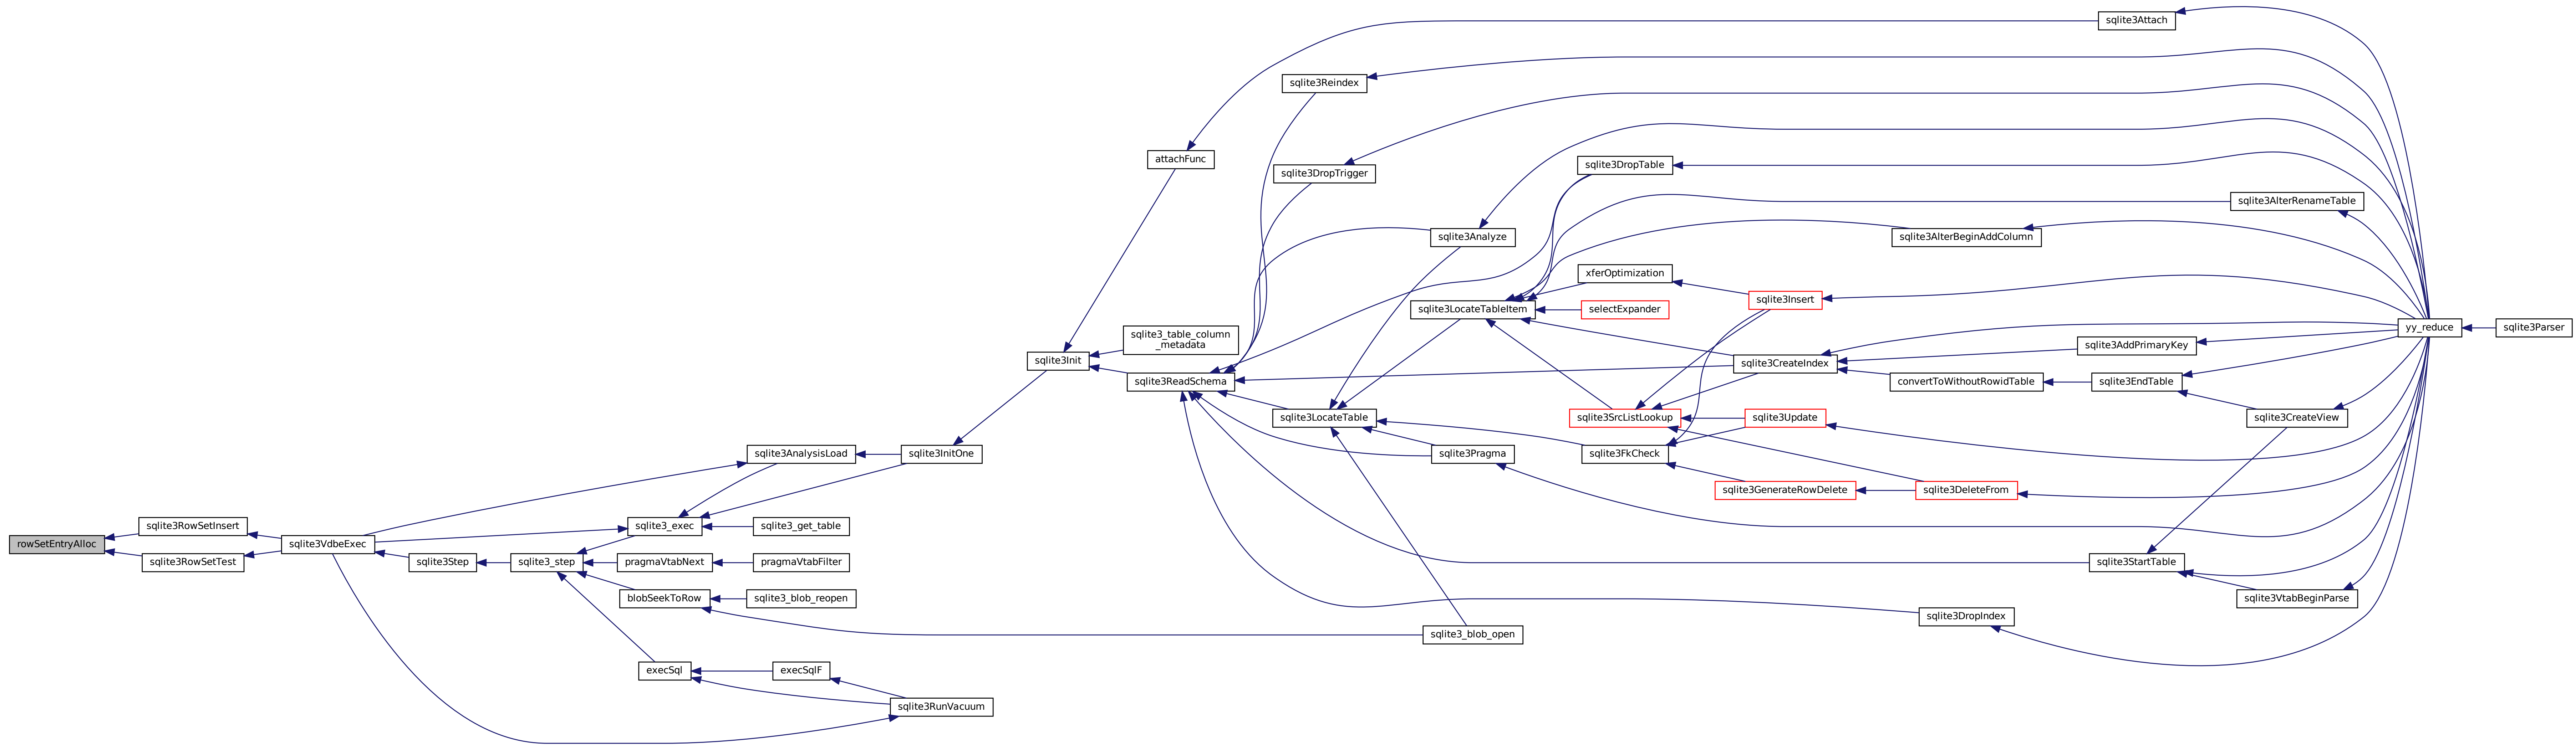 rowSetEntryAlloc
sqlite3RowSetInsert
sqlite3RowSetTest
sqlite3VdbeExec
sqlite3Step
sqlite3_step
sqlite3AnalysisLoad
sqlite3_exec
sqlite3_get_table
pragmaVtabNext
pragmaVtabFilter
blobSeekToRow
sqlite3_blob_reopen
execSql
execSqlF
sqlite3RunVacuum
sqlite3InitOne
sqlite3Init
attachFunc
sqlite3_table_column
_metadata
sqlite3ReadSchema
sqlite3Reindex
sqlite3DropTrigger
sqlite3LocateTable
sqlite3Analyze
sqlite3LocateTableItem
sqlite3Pragma
sqlite3_blob_open
sqlite3DropTable
xferOptimization
selectExpander
sqlite3SrcListLookup
sqlite3FkCheck
sqlite3Insert
sqlite3CreateIndex
sqlite3Update
sqlite3GenerateRowDelete
sqlite3AlterBeginAddColumn
convertToWithoutRowidTable
sqlite3DeleteFrom
sqlite3DropIndex
sqlite3Attach
sqlite3AddPrimaryKey
sqlite3EndTable
sqlite3StartTable
sqlite3AlterRenameTable
sqlite3CreateView
sqlite3VtabBeginParse
yy_reduce
sqlite3Parser